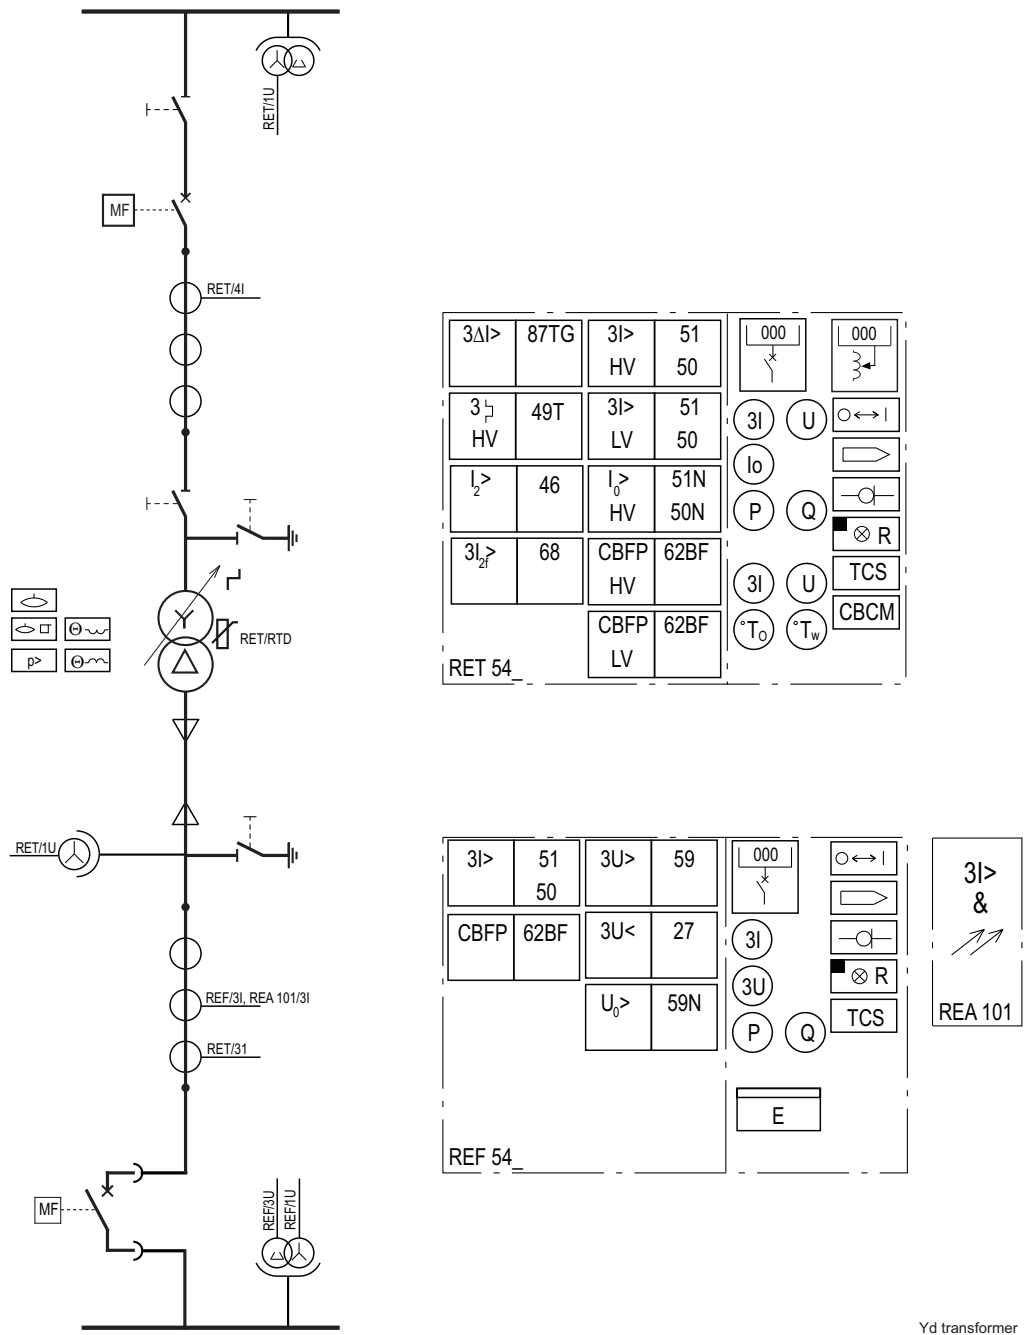 RET/1U
MF
RET/4I
RET/RTD
Y
p>
Θ
Θ
RET/1U
REF/3I, REA 101/3I
RET/31
MF
REF/3U
REF/1U
3ΔI> 87TG 3I> 51
HV 50
3 49T 3I> 51
HV LV 50
I2> 46 I0> 51N
HV 50N
3I2f> 68 CBFP 62BF
HV
CBFP 62BF
LV
RET 54_
000 000
3I U
Io
P Q
3I U
°To °Tw
O ↔ I
R
TCS
CBCM
3I> 51 3U> 59
50
CBFP 62BF 3U< 27
U0> 59N
REF 54_
000
3I
3U
P Q
O ↔ I
R
TCS
E
3I>
&
REA 101
Yd transformer